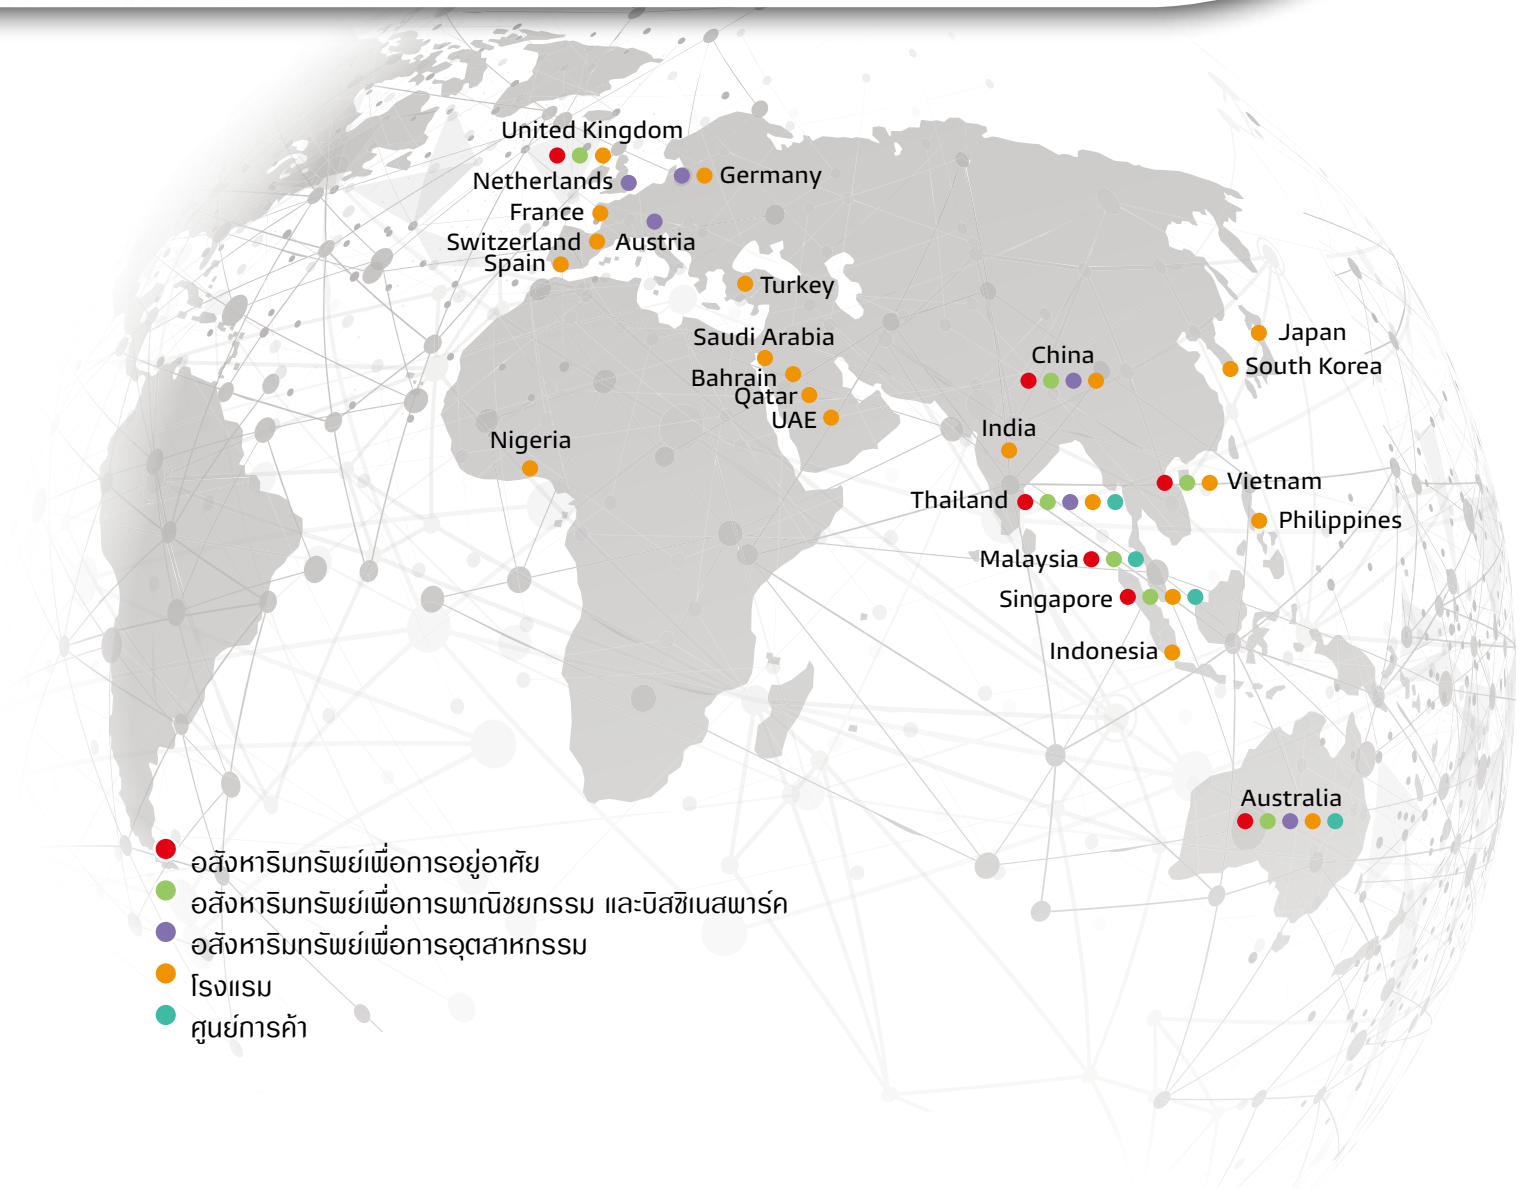 United Kingdom
Netherlands
Germany
France
Switzerland
Austria
Spain
Turkey
Saudi Arabia
Bahrain
Qatar
UAE
Nigeria
Japan
China
South Korea
India
Thailand
Vietnam
Philippines
Malaysia
Singapore
Indonesia
Australia
อสังหาริมทรัพย์เพื่อการอยู่อาศัย
อสังหาริมทรัพย์เพื่อการพาณิชยกรรม และบิสซิเนสพาร์ค
อสังหาริมทรัพย์เพื่อการอุตสาหกรรม
โรงแรม
ศูนย์การค้า